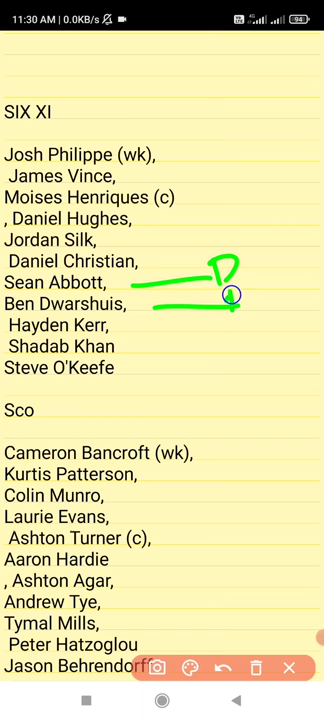 11:30 AM | 0.0KB/s 4G 94
SIX XI
Josh Philippe (wk),
James Vince,
Moises Henriques (c)
, Daniel Hughes,
Jordan Silk,
Daniel Christian,
Sean Abbott, D
Ben Dwarshuis,
Hayden Kerr,
Shadab Khan
Steve O'Keefe
Sco
Cameron Bancroft (wk),
Kurtis Patterson,
Colin Munro,
Laurie Evans,
Ashton Turner (c),
Aaron Hardie
, Ashton Agar,
Andrew Tye,
Tymal Mills,
Peter Hatzoglou
Jason Behrendorff